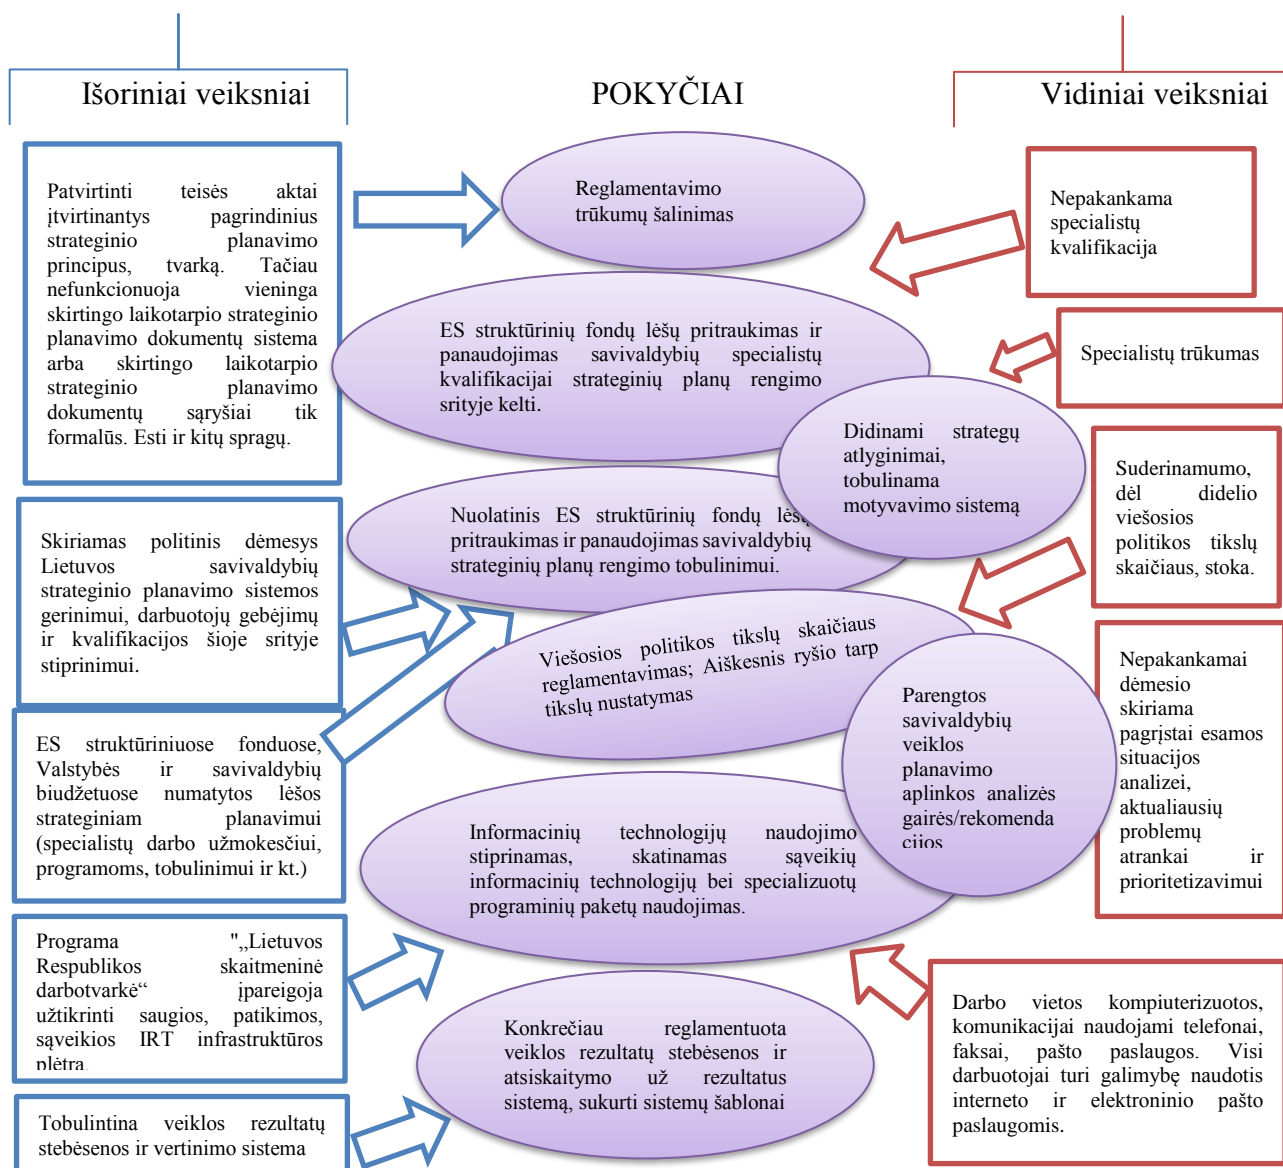 Išoriniai veiksniai
POKYČIAI
Vidiniai veiksniai
Patvirtinti teisės aktai
įtvirtinantys pagrindinius
strateginio planavimo
principus, tvarką. Tačiau
nefunkcionuoja vieninga
skirtingo laikotarpio strateginio
planavimo dokumentų sistema
arba skirtingo laikotarpio
strateginio planavimo
dokumentų sąryšiai tik
formalūs. Esti ir kitų spragų.
Skiriamas politinis dėmesys
Lietuvos savivaldybių
strateginio planavimo sistemos
gerinimui, darbuotojų gebėjimų
ir kvalifikacijos šioje srityje
stiprinimui.
ES struktūriniuose fonduose,
Valstybės ir savivaldybių
biudžetuose numatytos lėšos
strateginiam planavimui
(specialistų darbo užmokesčiui,
programoms, tobulinimui ir kt.)
Programa "„Lietuvos
Respublikos skaitmeninė
darbotvarkė“ įpareigoja
užtikrinti saugios, patikimos,
sąveikios IRT infrastruktūros
plėtrą.
Tobulintina veiklos rezultatų
stebėsenos ir vertinimo sistema
Reglamentavimo
trūkumų šalinimas
ES struktūrinių fondų lėšų pritraukimas ir
panaudojimas savivaldybių specialistų
kvalifikacijai strateginių planų rengimo
srityje kelti.
Didinami strategų
atlyginimai,
tobulinama
motyvavimo sistemą
Nuolatinis ES struktūrinių fondų lėšų
pritraukimas ir panaudojimas savivaldybių
strateginių planų rengimo tobulinimui.
Viešosios politikos tikslų skaičiaus
reglamentavimas; Aiškesnis ryšio tarp
tikslų nustatymas
Parengtos
savivaldybių
veiklos
planavimo
aplinkos analizės
gairės/rekomenda
cijos
Informacinių technologijų naudojimo
stiprinamas, skatinamas sąveikių
informacinių technologijų bei specializuotų
programinių paketų naudojimas.
Konkrečiau reglamentuota
veiklos rezultatų stebėsenos ir
atsiskaitymo už rezultatus
sistemą, sukurti sistemų šablonai
Nepakankama
specialistų
kvalifikacija
Specialistų trūkumas
Suderinamumo,
dėl didelio
viešosios
politikos tikslų
skaičiaus, stoka.
Nepakankamai
dėmesio
skiriama
pagrįstai esamos
situacijos
analizei,
aktualiausių
problemų
atrankai ir
prioritetizavimui
Darbo vietos kompiuterizuotos,
komunikacijai naudojami telefonai,
faksai, pašto paslaugos. Visi
darbuotojai turi galimybę naudotis
interneto ir elektroninio pašto
paslaugomis.